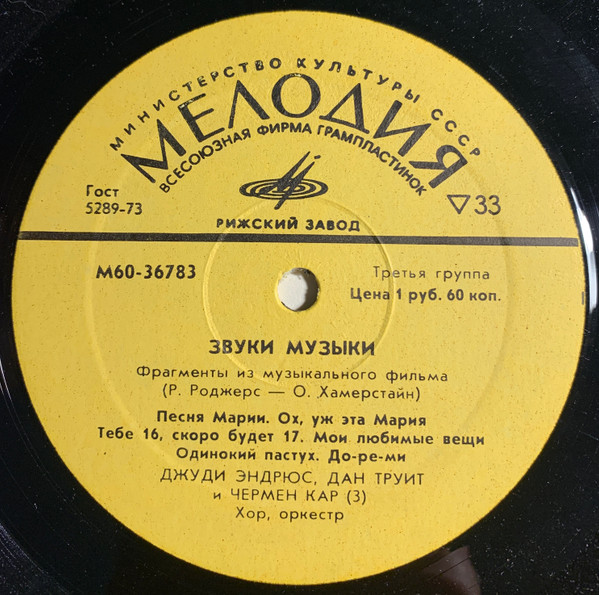 МИНИСТЕРСТВО КУЛЬТУРЫ СССР
МЕЛОДИЯ
ВСЕСОЮЗНАЯ ФИРМА ГРАМПЛАСТИНОК
Гост
5289-73
▽33
РИЖСКИЙ ЗАВОД
М60-36783
Третья группа
Цена 1 руб. 60 коп.
ЗВУКИ МУЗЫКИ
Фрагменты из музыкального фильма
(Р. Роджерс — О. Хамерстайн)
Песня Марии. Ох, уж эта Мария
Тебе 16, скоро будет 17. Мои любимые вещи
Одинокий пастух. До-ре-ми
ДЖУДИ ЭНДРЮС, ДАН ТРУИТ
и ЧЕРМЕН КАР (3)
Хор, оркестр